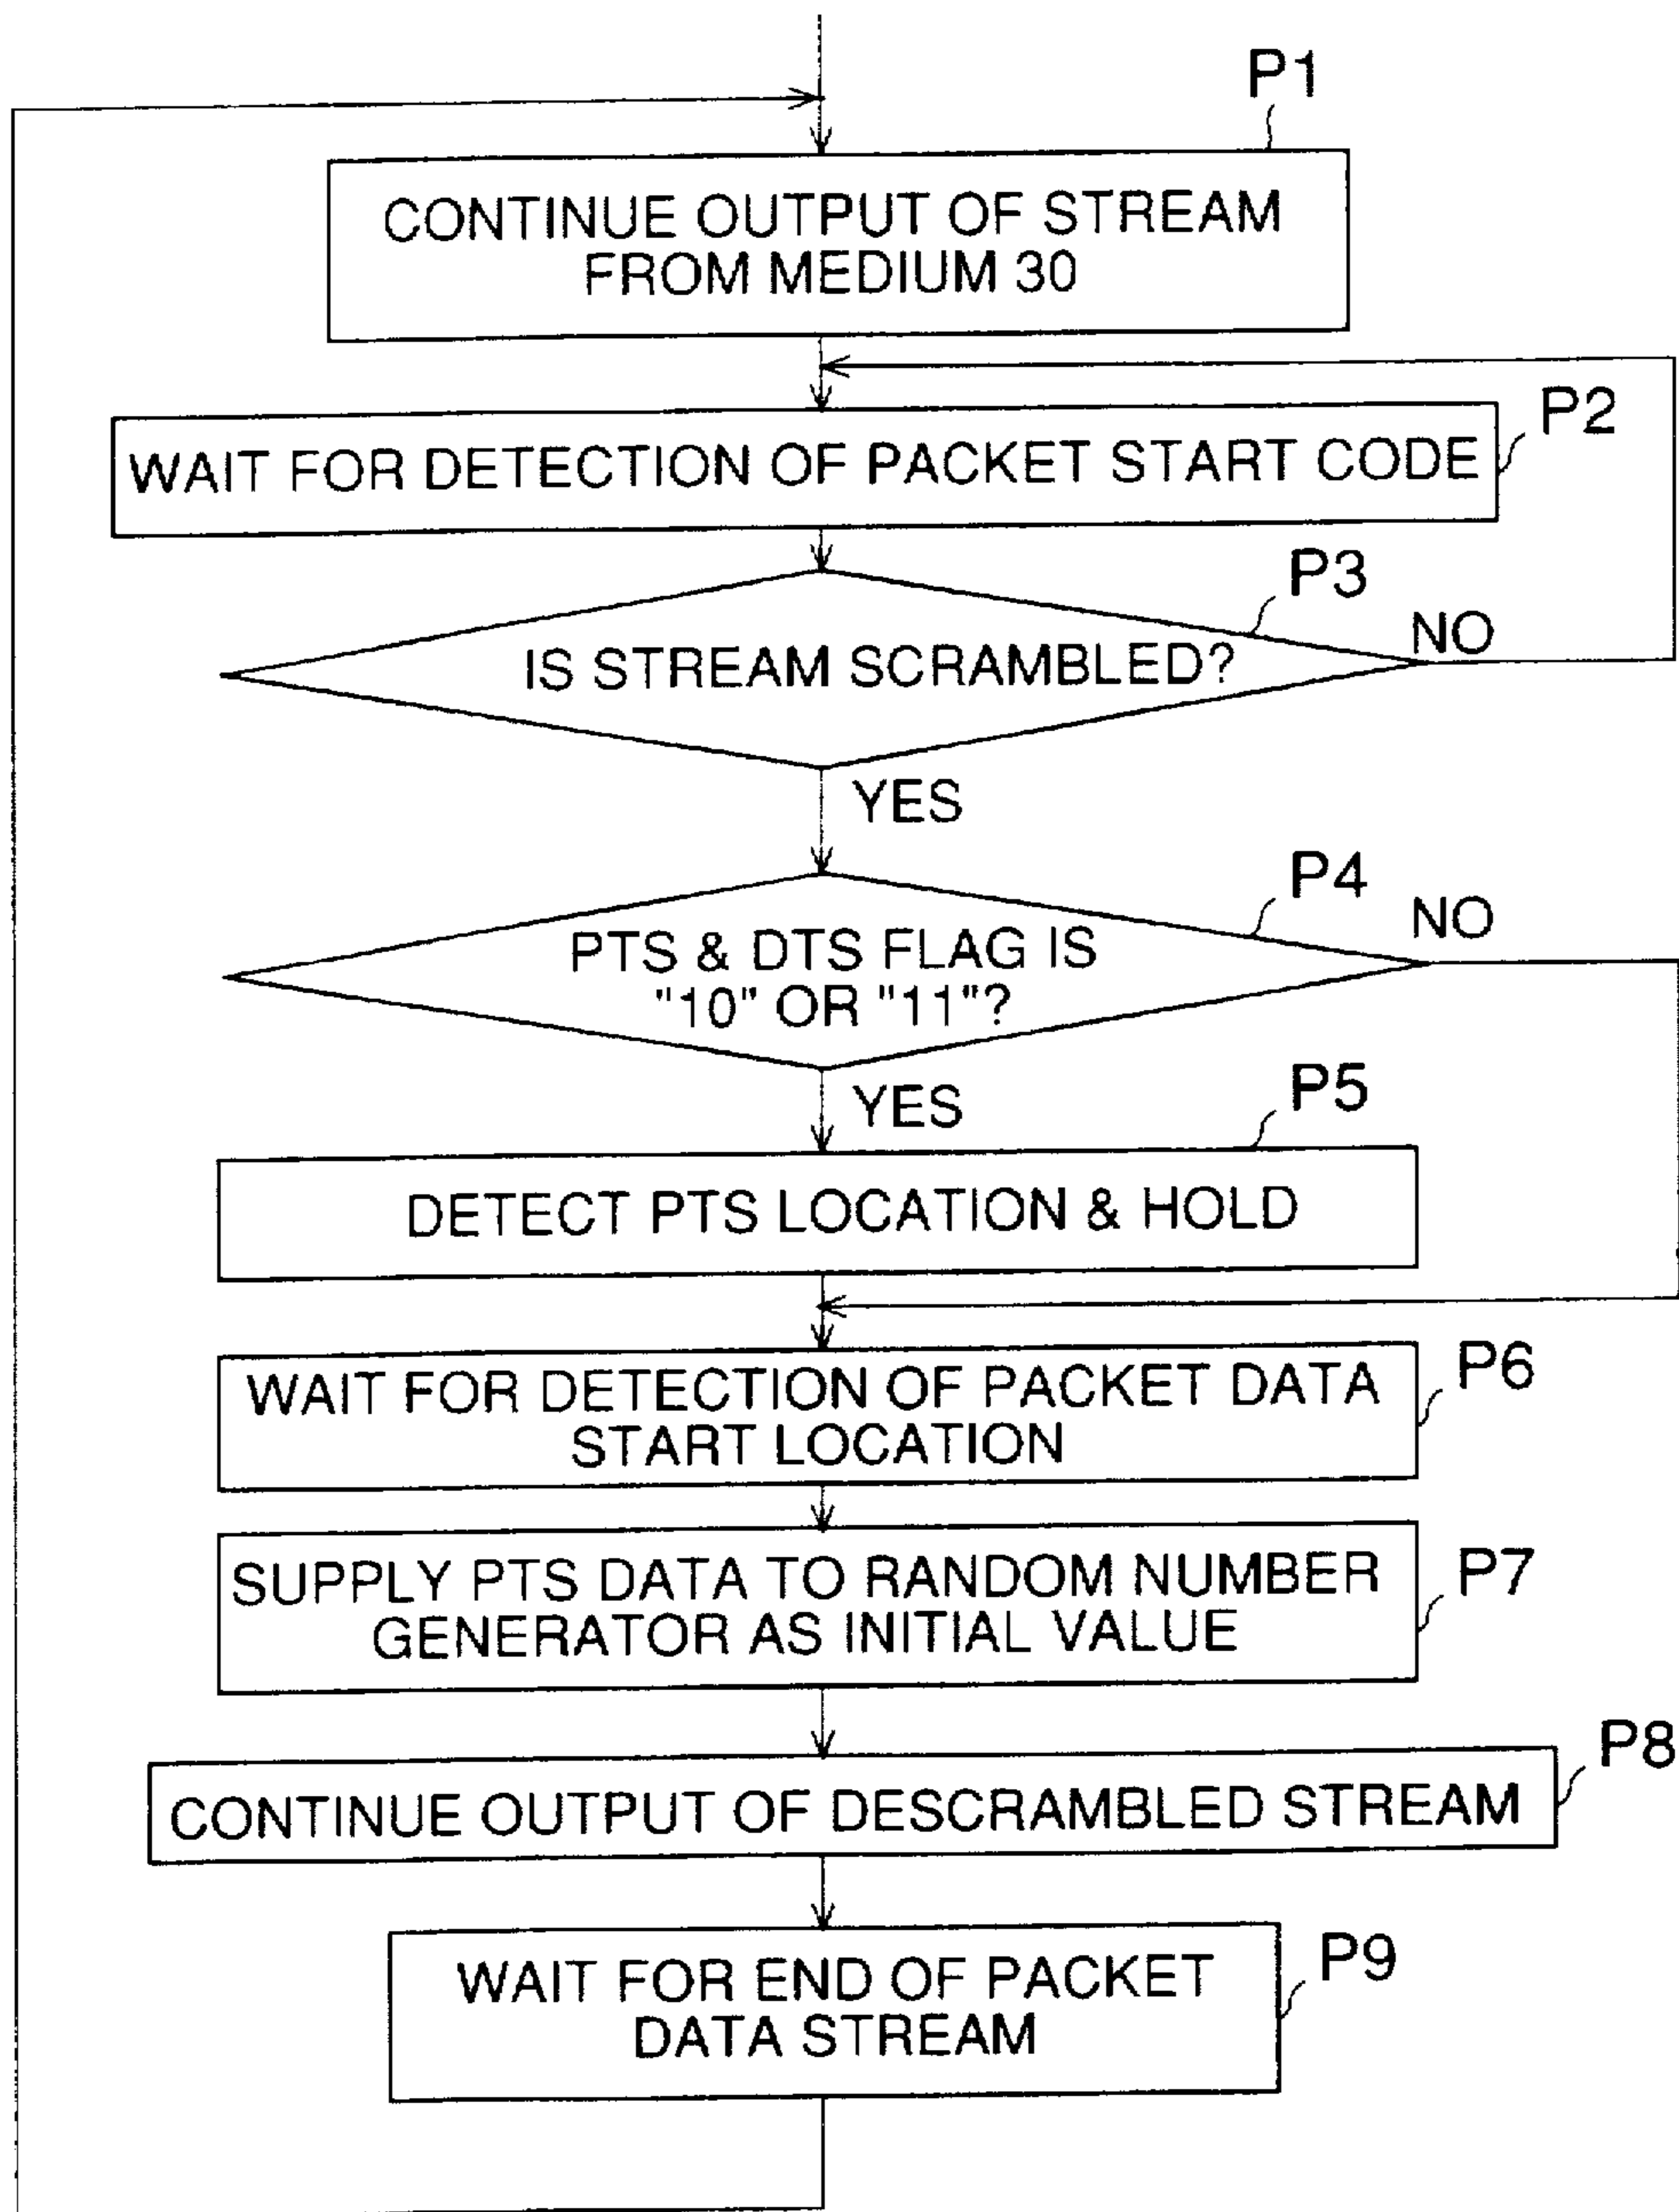 P1
CONTINUE OUTPUT OF STREAM
FROM MEDIUM 30
P2
WAIT FOR DETECTION OF PACKET START CODE
P3
NO
IS STREAM SCRAMBLED?
YES
P4
NO
PTS & DTS FLAG IS
"10" OR "11"?
YES
P5
DETECT PTS LOCATION & HOLD
P6
WAIT FOR DETECTION OF PACKET DATA
START LOCATION
P7
SUPPLY PTS DATA TO RANDOM NUMBER
GENERATOR AS INITIAL VALUE
P8
CONTINUE OUTPUT OF DESCRAMBLED STREAM
P9
WAIT FOR END OF PACKET
DATA STREAM